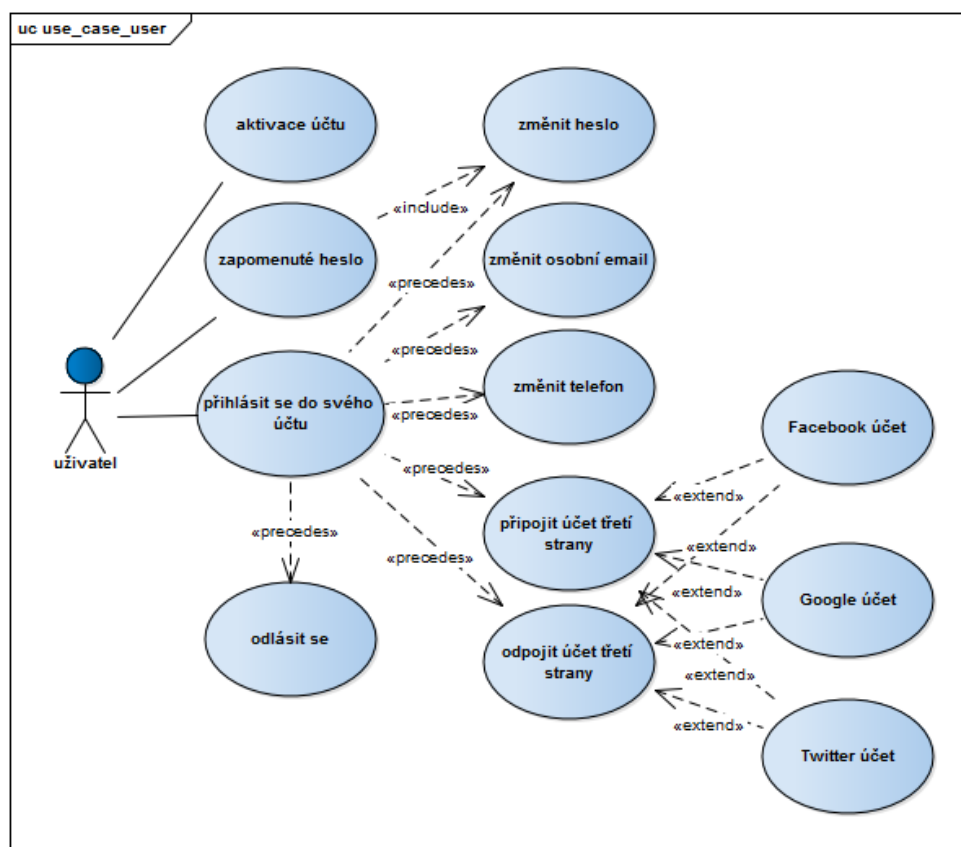 uc use_case_user
aktivace účtu
změnit heslo
«include»
zapomenuté heslo
změnit osobní email
«precedes»
«precedes»
změnit telefon
přihlásit se do svého
účtu
«precedes»
Facebook účet
uživatel
«precedes»
«extend»
připojit účet třetí
strany
«precedes»
«extend»
«precedes»
«extend»
Google účet
odlásit se
odpojit účet třetí
strany
«extend»
«extend»
«extend»
Twitter účet